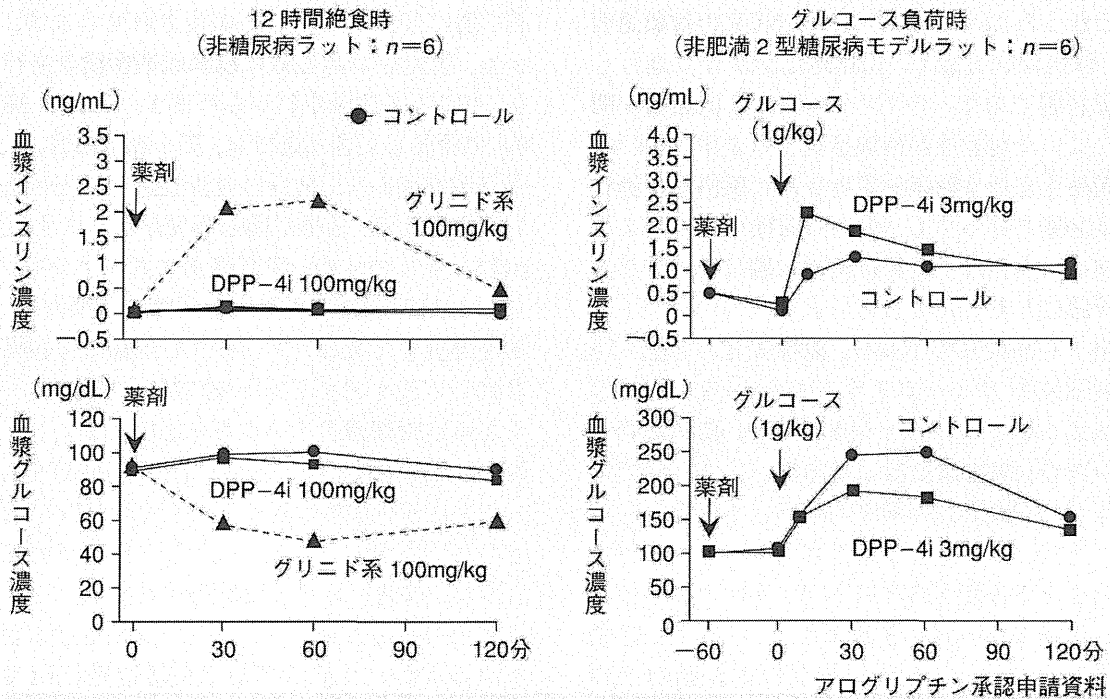 12時間絶食時
(非糖尿病ラット：n=6)
(ng/mL)
コントロール
血漿インスリン濃度
3.5
3
2.5
2
1.5
1
0.5
0
−0.5
薬剤
グリニド系
100mg/kg
DPP−4i 100mg/kg
(mg/dL)
血漿グルコース濃度
120
100
80
60
40
20
0
薬剤
DPP−4i 100mg/kg
グリニド系 100mg/kg
0 30 60 90 120分
グルコース負荷時
(非肥満2型糖尿病モデルラット：n=6)
(ng/mL)
グルコース
(1g/kg)
血漿インスリン濃度
4.0
3.5
3.0
2.5
2.0
1.5
1.0
0.5
0
−0.5
薬剤
DPP−4i 3mg/kg
コントロール
(mg/dL)
グルコース
(1g/kg)
血漿グルコース濃度
300
250
200
150
100
50
0
薬剤
コントロール
DPP−4i 3mg/kg
−60 0 30 60 90 120分
アログリプチン承認申請資料